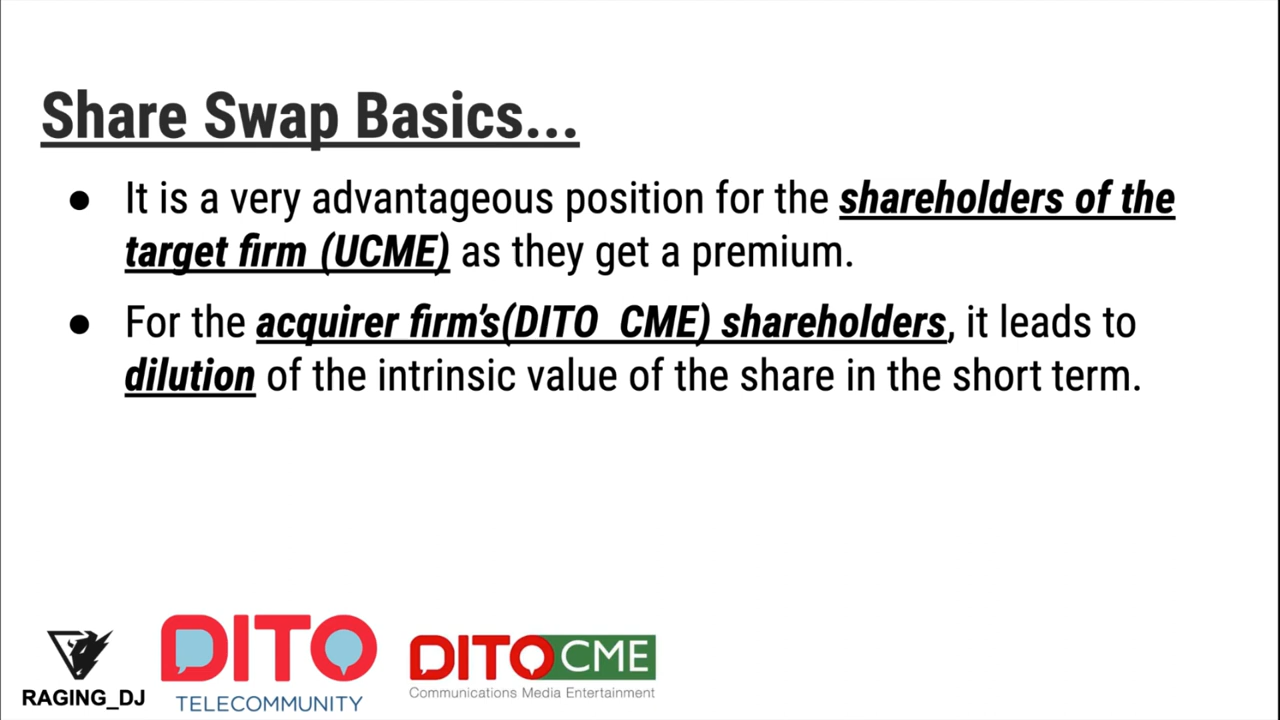 Share Swap Basics...
● It is a very advantageous position for the shareholders of the
target firm (UCME) as they get a premium.
● For the acquirer firm’s(DITO CME) shareholders, it leads to
dilution of the intrinsic value of the share in the short term.
RAGING_DJ
DITO
TELECOMMUNITY
DITO CME
Communications Media Entertainment